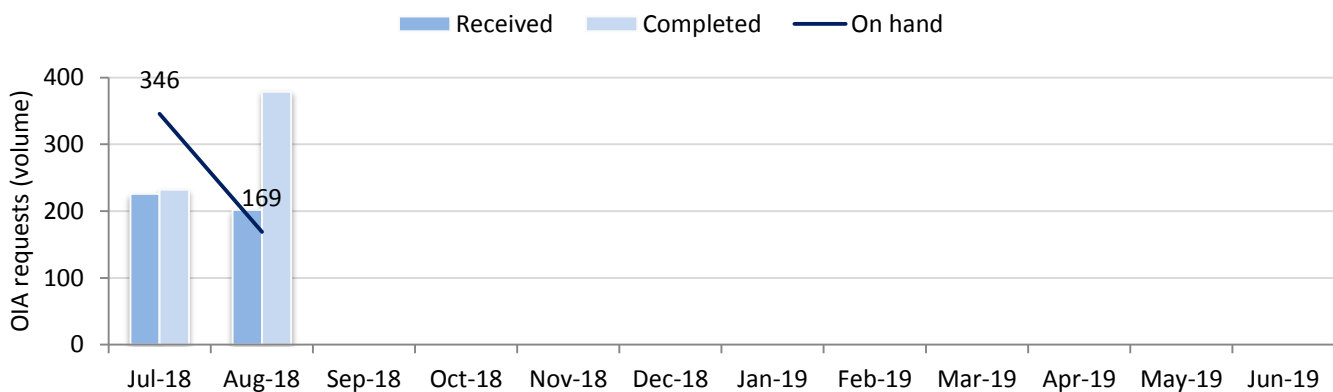 Received Completed On hand
OIA requests (volume)
400
300
200
100
0
346
169
Jul-18 Aug-18 Sep-18 Oct-18 Nov-18 Dec-18 Jan-19 Feb-19 Mar-19 Apr-19 May-19 Jun-19